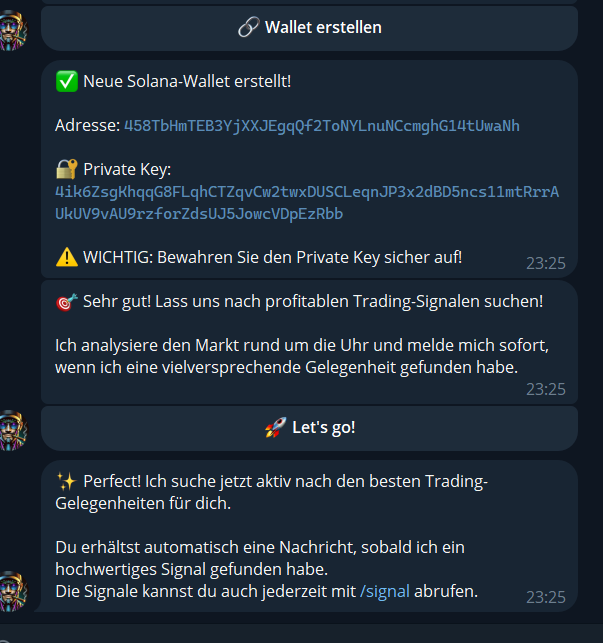 🔗 Wallet erstellen
✅ Neue Solana-Wallet erstellt!
Adresse: 458TbHmTEB3YjXXJEgqQf2ToNYLnuNCcmghG14tUwaNh
🔐 Private Key:
4ik6ZsgKhqqG8FLqhCTZqvCw2twxDUSCLeqnJP3x2dBD5ncs11mtRrrA
UkUV9vAU9rzforZdsUJ5JowcVDpEzRbb
⚠️ WICHTIG: Bewahren Sie den Private Key sicher auf!
23:25
🎯 Sehr gut! Lass uns nach profitablen Trading-Signalen suchen!
Ich analysiere den Markt rund um die Uhr und melde mich sofort,
wenn ich eine vielversprechende Gelegenheit gefunden habe.
23:25
🚀 Let's go!
✨ Perfect! Ich suche jetzt aktiv nach den besten Trading-
Gelegenheiten für dich.
Du erhältst automatisch eine Nachricht, sobald ich ein
hochwertiges Signal gefunden habe.
Die Signale kannst du auch jederzeit mit /signal abrufen.
23:25